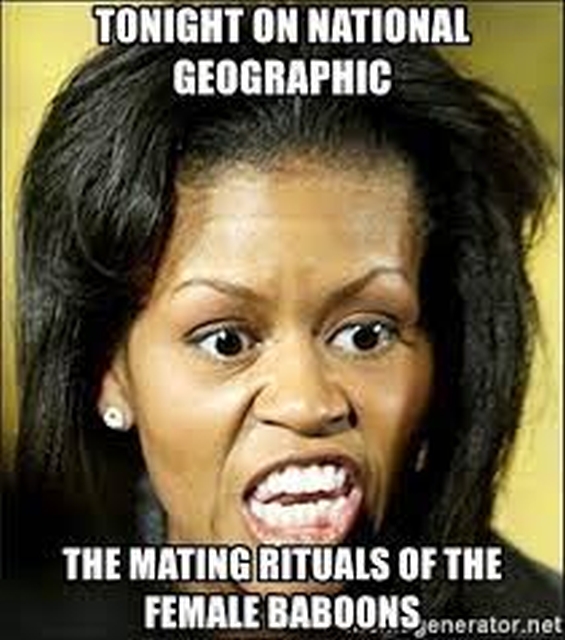 TONIGHT ON NATIONAL
GEOGRAPHIC
THE MATING RITUALS OF THE
FEMALE BABOONS
generator.net